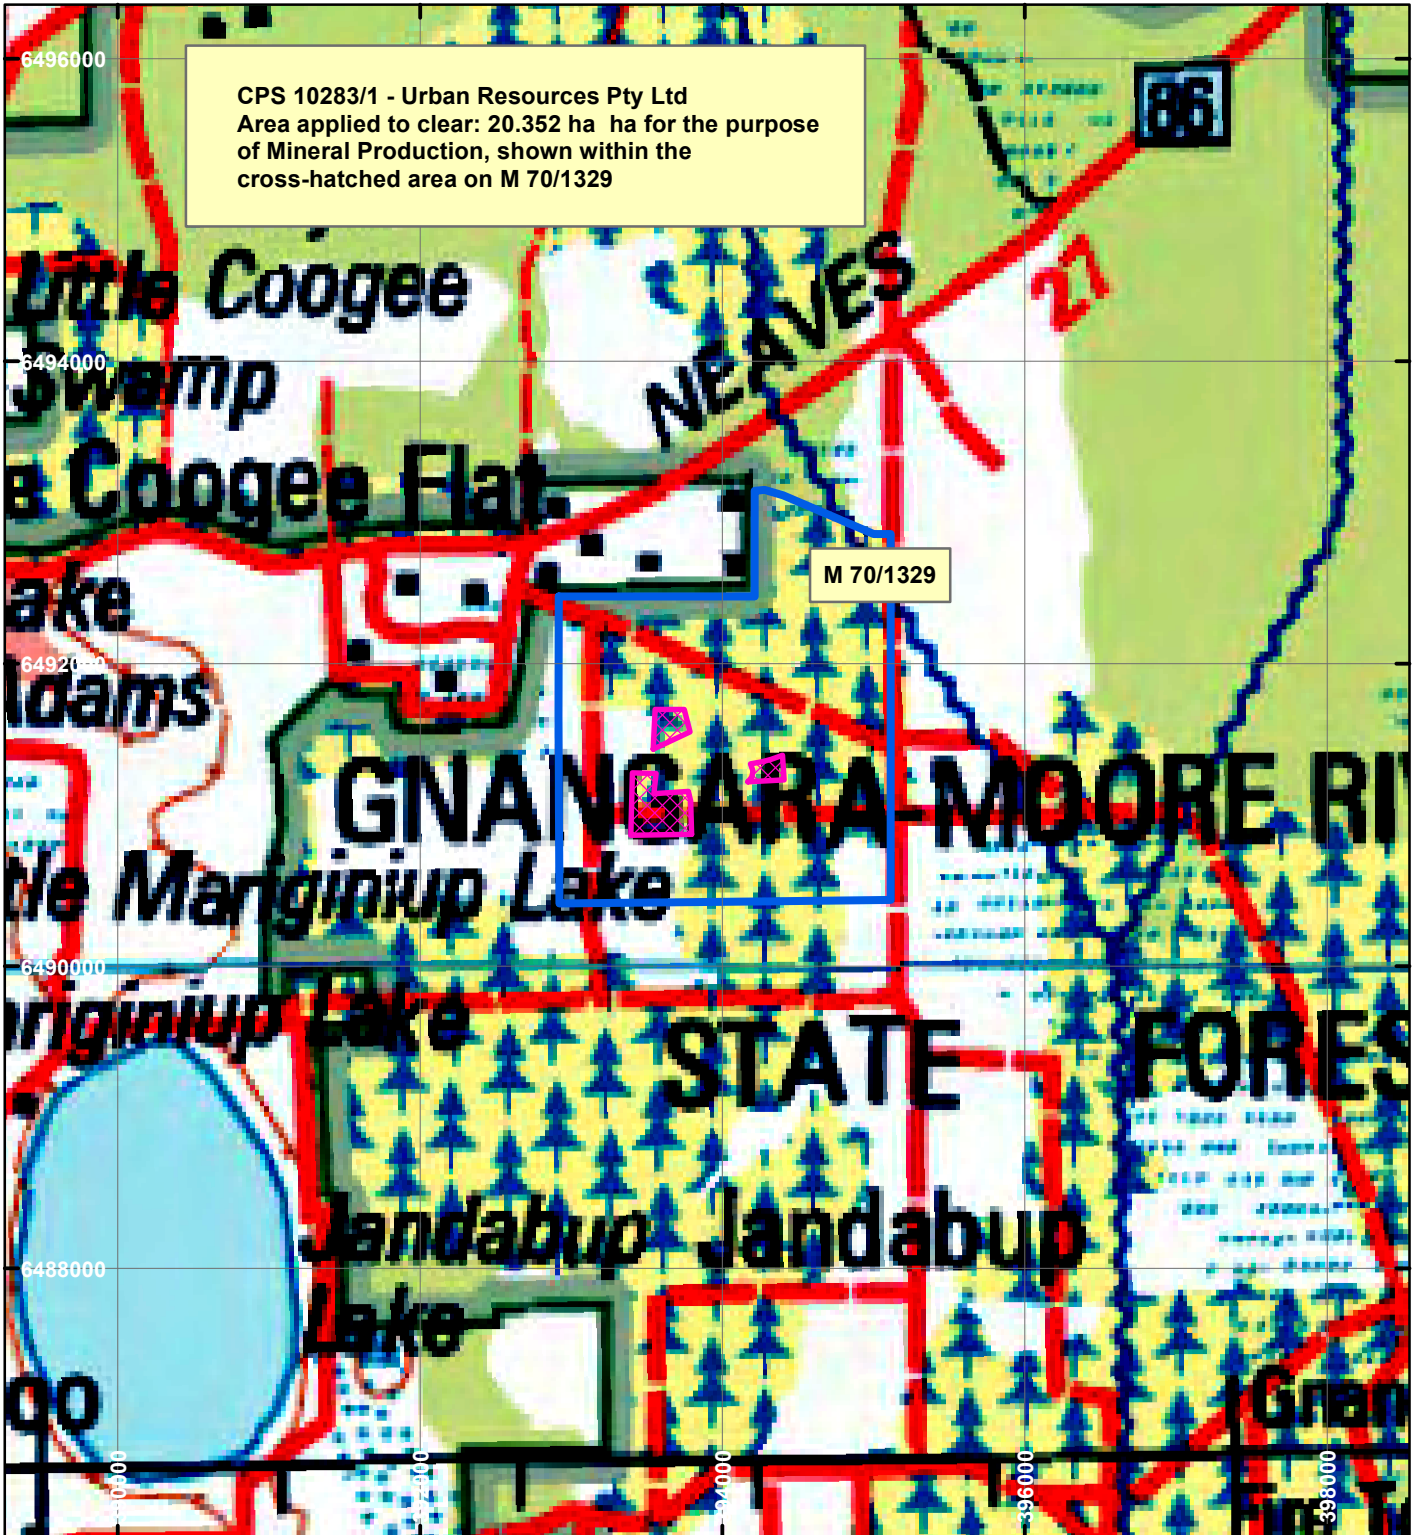 6496000
CPS 10283/1 - Urban Resources Pty Ltd
Area applied to clear: 20.352 ha  ha for the purpose
of Mineral Production, shown within the
cross-hatched area on M 70/1329
86
27
Little Coogee
Swamp
6494000
NEAVES
Coogee Flat
M 70/1329
6492000
Adams
GNANGARA-MOORE RI
Manginiup Lake
6490000
Lake
STATE
FORES
Jandabup
Lake
Jandabup
6488000
Gnan
396000
398000